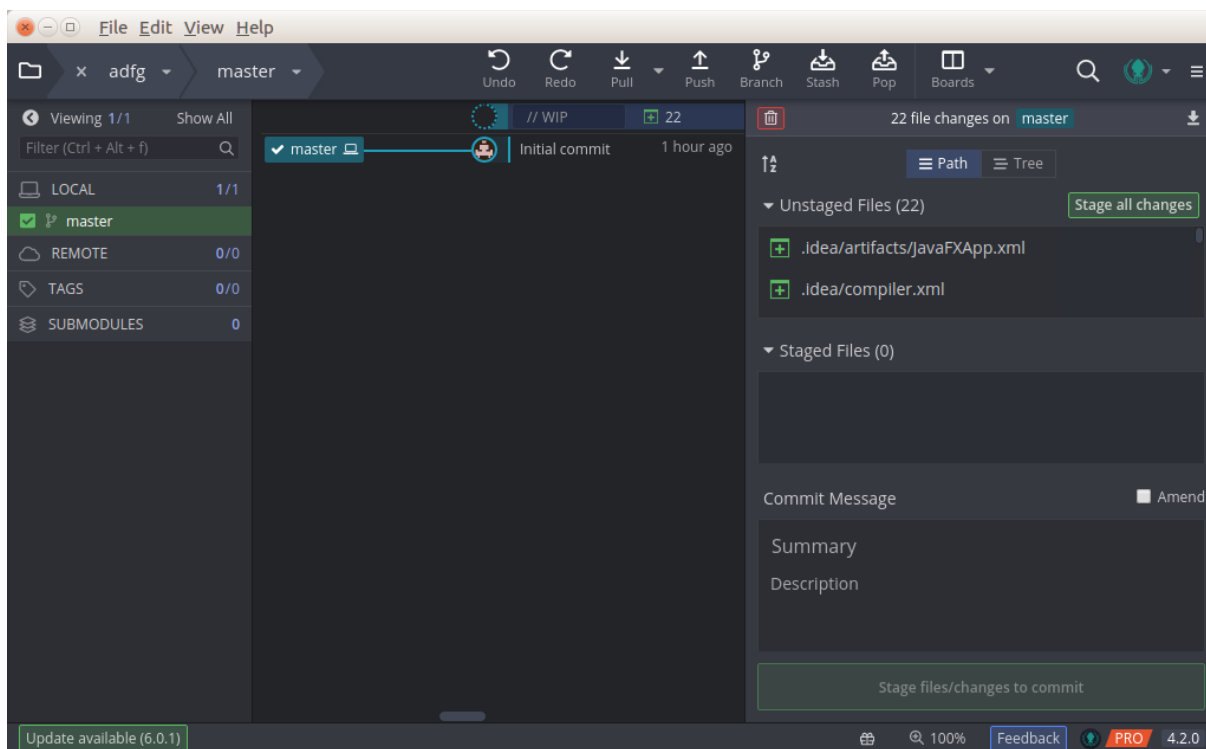 File Edit View Help
adfg master Undo Redo Pull Push Branch Stash Pop Boards
Viewing 1/1 Show All
Filter (Ctrl + Alt + f)
LOCAL 1/1
master
REMOTE 0/0
TAGS 0/0
SUBMODULES 0
// WIP 22
master Initial commit 1 hour ago
22 file changes on master
Path Tree
Unstaged Files (22) Stage all changes
.idea/artifacts/JavaFXApp.xml
.idea/compiler.xml
Staged Files (0)
Commit Message Amend
Summary
Description
Stage files/changes to commit
Update available (6.0.1) 100% Feedback PRO 4.2.0